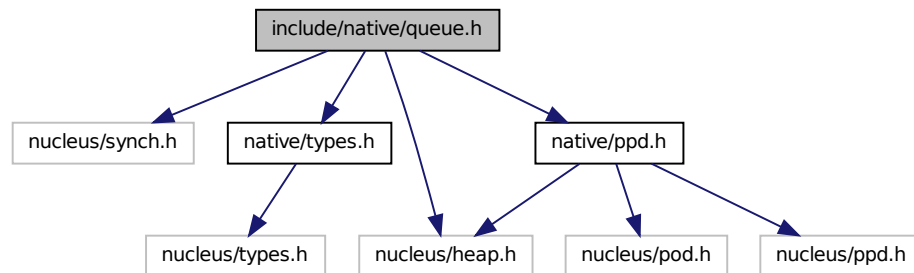 include/native/queue.h
nucleus/synch.h
native/types.h
native/ppd.h
nucleus/types.h
nucleus/heap.h
nucleus/pod.h
nucleus/ppd.h